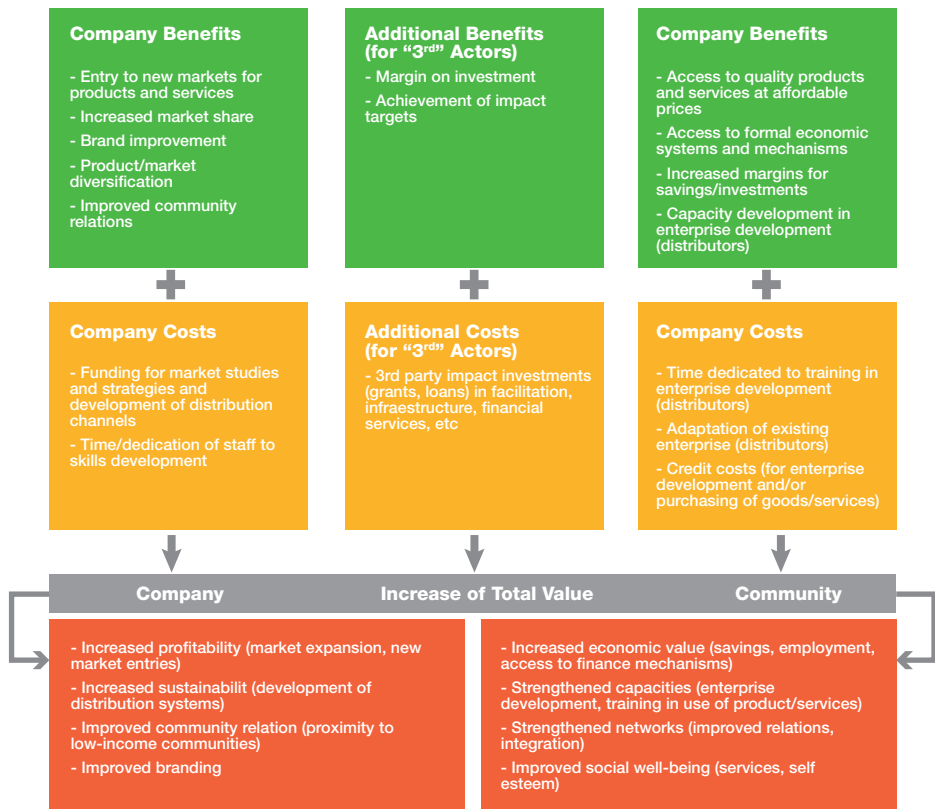 Company Benefits
- Entry to new markets for
products and services
- Increased market share
- Brand improvement
- Product/market
diversification
- Improved community
relations
Additional Benefits
(for “3rd” Actors)
- Margin on investment
- Achievement of impact
targets
Company Benefits
- Access to quality products
and services at affordable
prices
- Access to formal economic
systems and mechanisms
- Increased margins for
savings/investments
- Capacity development in
enterprise development
(distributors)
Company Costs
- Funding for market studies
and strategies and
development of distribution
channels
- Time/dedication of staff to
skills development
Additional Costs
(for “3rd” Actors)
- 3rd party impact investments
(grants, loans) in facilitation,
infraestructure, financial
services, etc
Company Costs
- Time dedicated to training in
enterprise development
(distributors)
- Adaptation of existing
enterprise (distributors)
- Credit costs (for enterprise
development and/or
purchasing of goods/services)
Company
Increase of Total Value
Community
- Increased profitability (market expansion, new
market entries)
- Increased sustainabilit (development of
distribution systems)
- Improved community relation (proximity to
low-income communities)
- Improved branding
- Increased economic value (savings, employment,
access to finance mechanisms)
- Strengthened capacities (enterprise
development, training in use of product/services)
- Strengthened networks (improved relations,
integration)
- Improved social well-being (services, self
esteem)